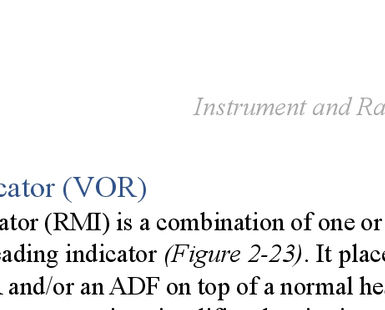 Instrument and Ra
cator (VOR)
ator (RMI) is a combination of one or
eading indicator (Figure 2-23). It place
and/or an ADF on top of a normal hea